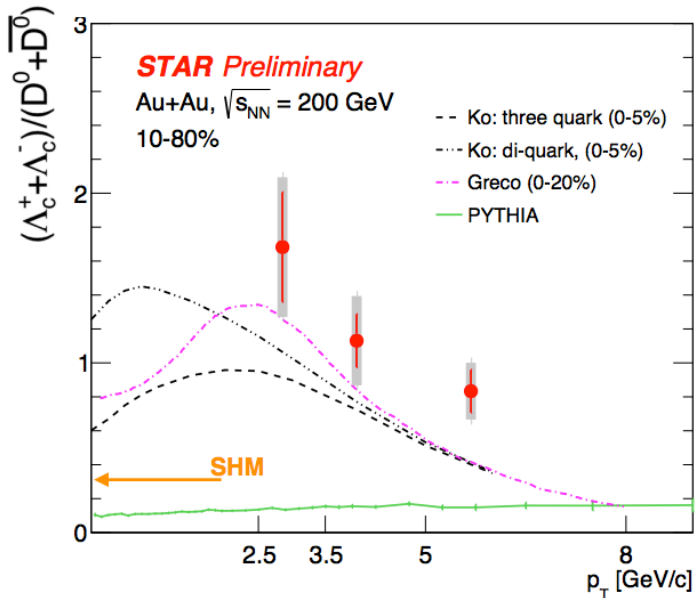 (Λc⁺+Λc⁻)/(D⁰+D̅⁰)
3
2
1
0
STAR Preliminary
Au+Au, √sNN = 200 GeV
10-80%
Ko: three quark (0-5%)
Ko: di-quark, (0-5%)
Greco (0-20%)
PYTHIA
SHM
2.5
3.5
5
8
pT [GeV/c]